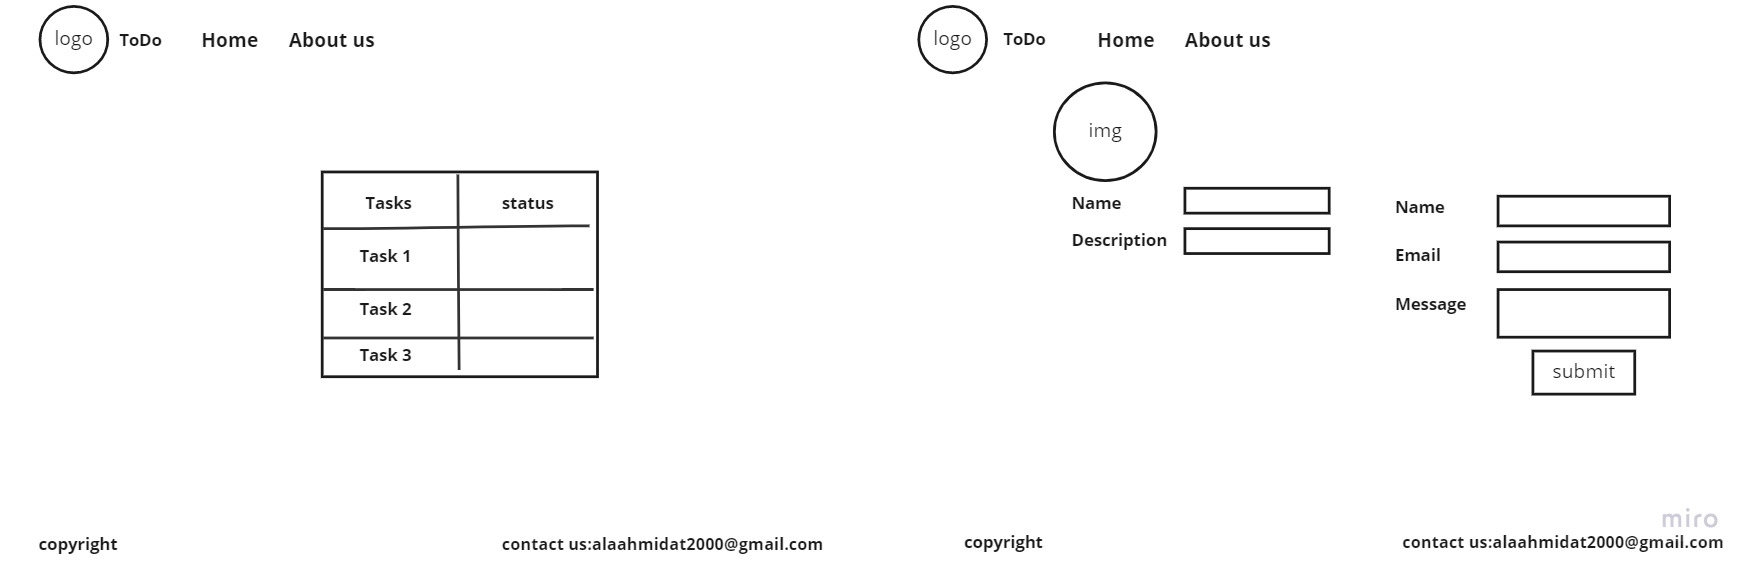 logo ToDo Home About us
Tasks status
Task 1
Task 2
Task 3
copyright contact us:alaahmidat2000@gmail.com
logo ToDo Home About us
img
Name
Description
Name
Email
Message
submit
miro
copyright contact us:alaahmidat2000@gmail.com